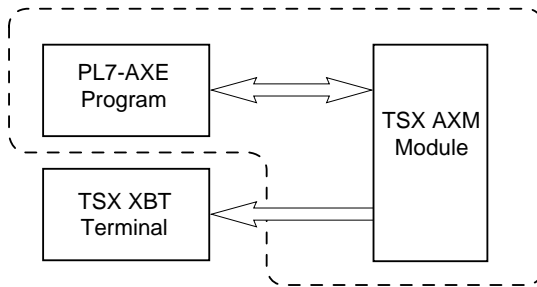 PL7-AXE
Program
TSX AXM
Module
TSX XBT
Terminal